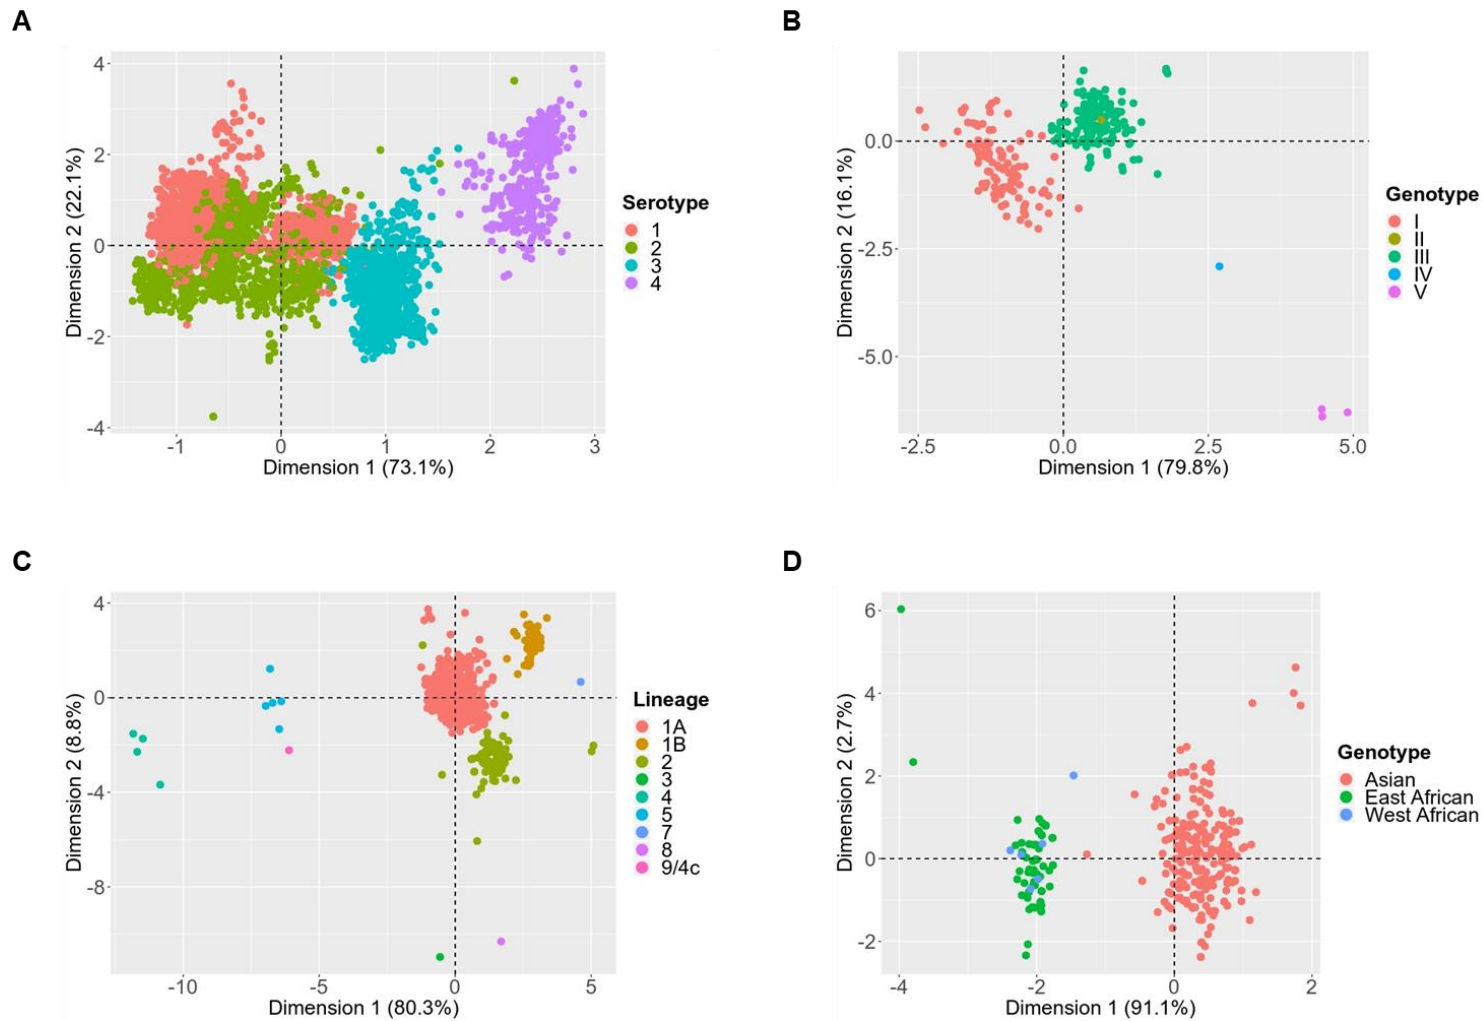 A
4
2
0
-2
-4
-1
0
1
2
3
Dimension 2 (22.1%)
Dimension 1 (73.1%)
Serotype
1
2
3
4
B
0.0
-2.5
-5.0
-2.5
0.0
2.5
5.0
Dimension 2 (16.1%)
Dimension 1 (79.8%)
Genotype
I
II
III
IV
V
C
4
0
-4
-8
-10
-5
0
5
Dimension 2 (8.8%)
Dimension 1 (80.3%)
Lineage
1A
1B
2
3
4
5
7
8
9/4c
D
6
4
2
0
-2
-4
-2
0
2
Dimension 2 (2.7%)
Dimension 1 (91.1%)
Genotype
Asian
East African
West African